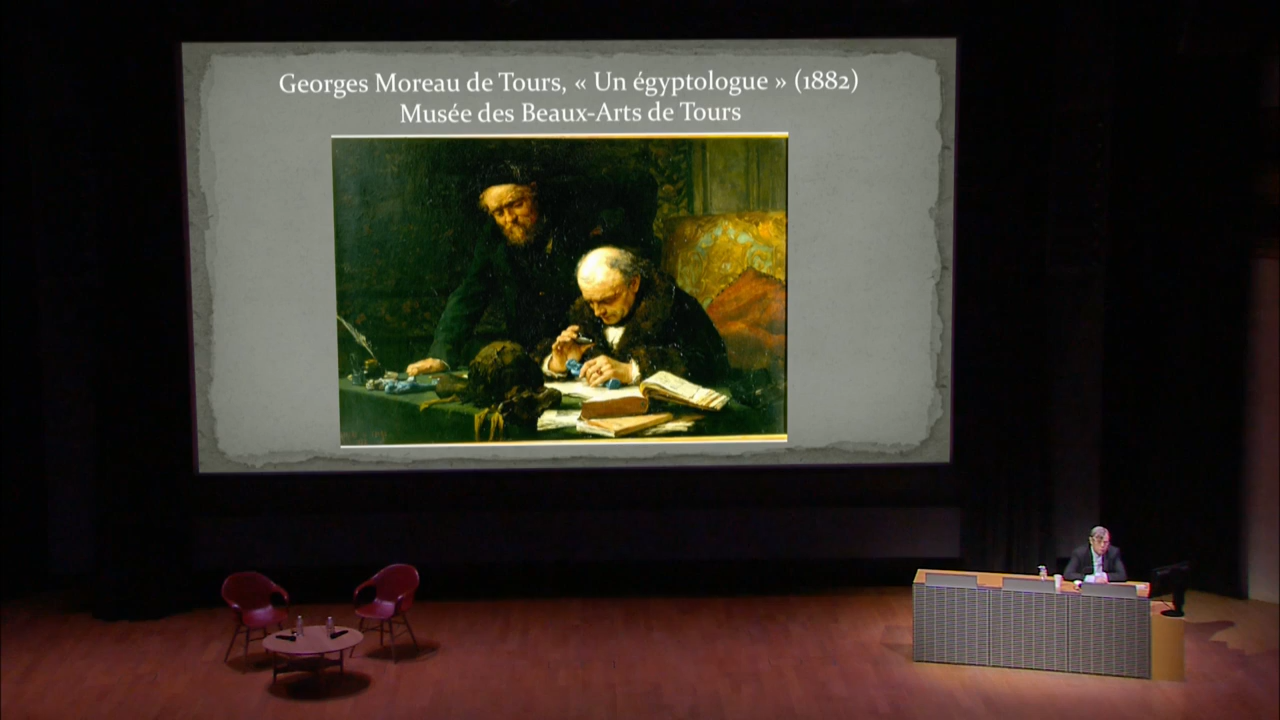 Georges Moreau de Tours, « Un égyptologue » (1882)
Musée des Beaux-Arts de Tours